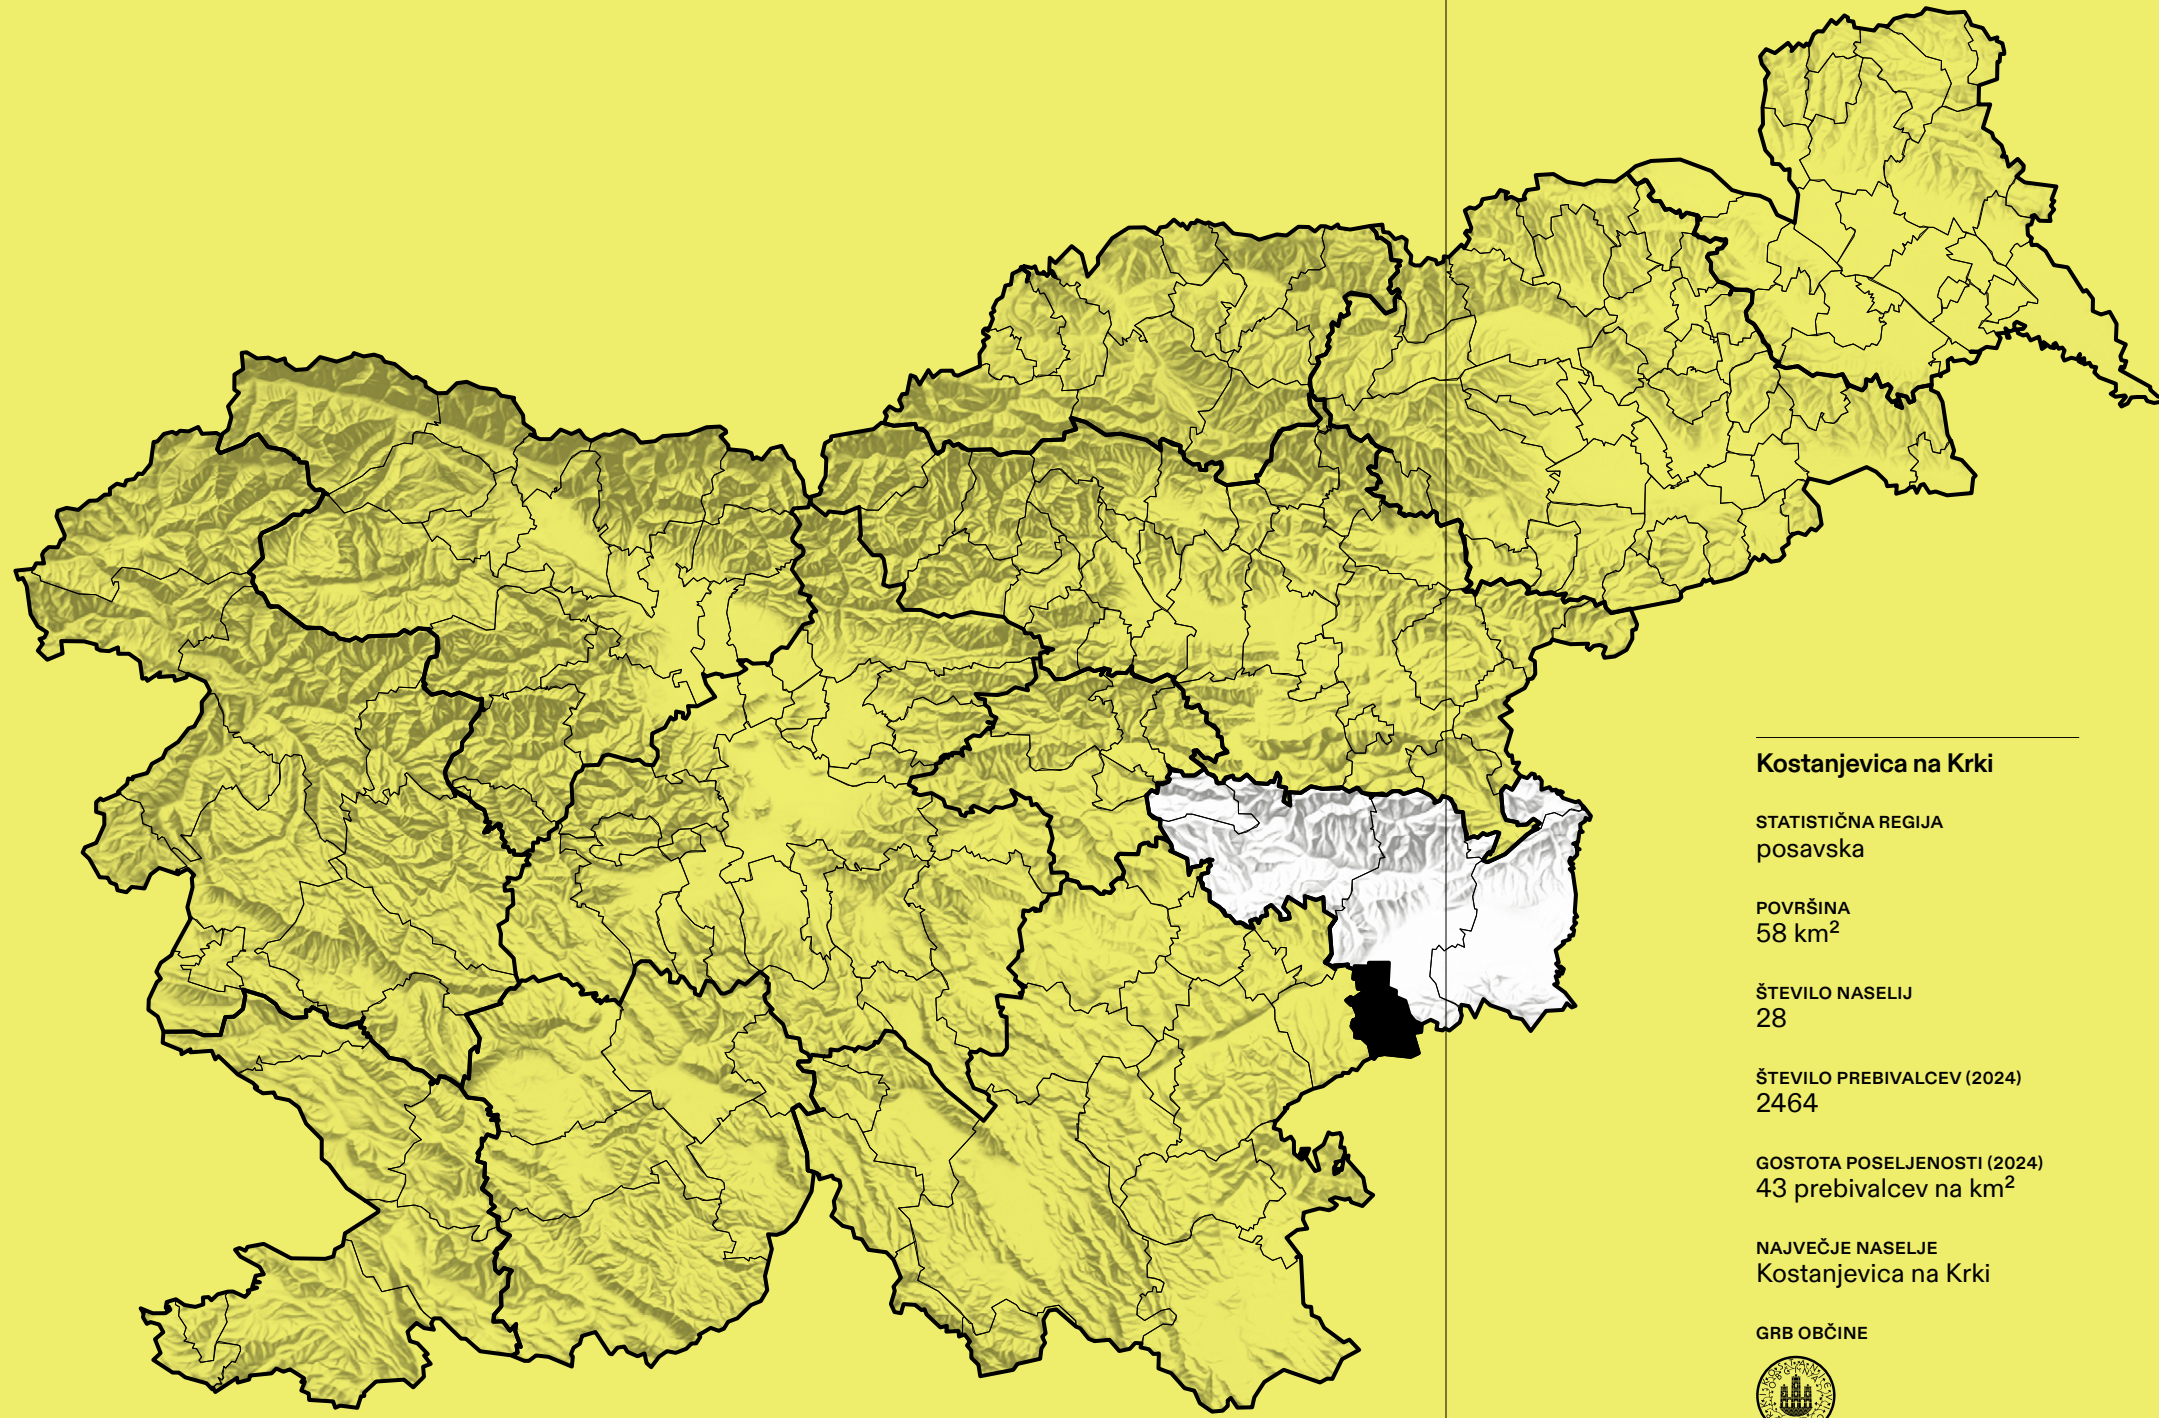 Kostanjevica na Krki
STATISTIČNA REGIJA
posavska
POVRŠINA
58 km²
ŠTEVILO NASELIJ
28
ŠTEVILO PREBIVALCEV (2024)
2464
GOSTOTA POSELJENOSTI (2024)
43 prebivalcev na km²
NAJVEČJE NASELJE
Kostanjevica na Krki
GRB OBČINE